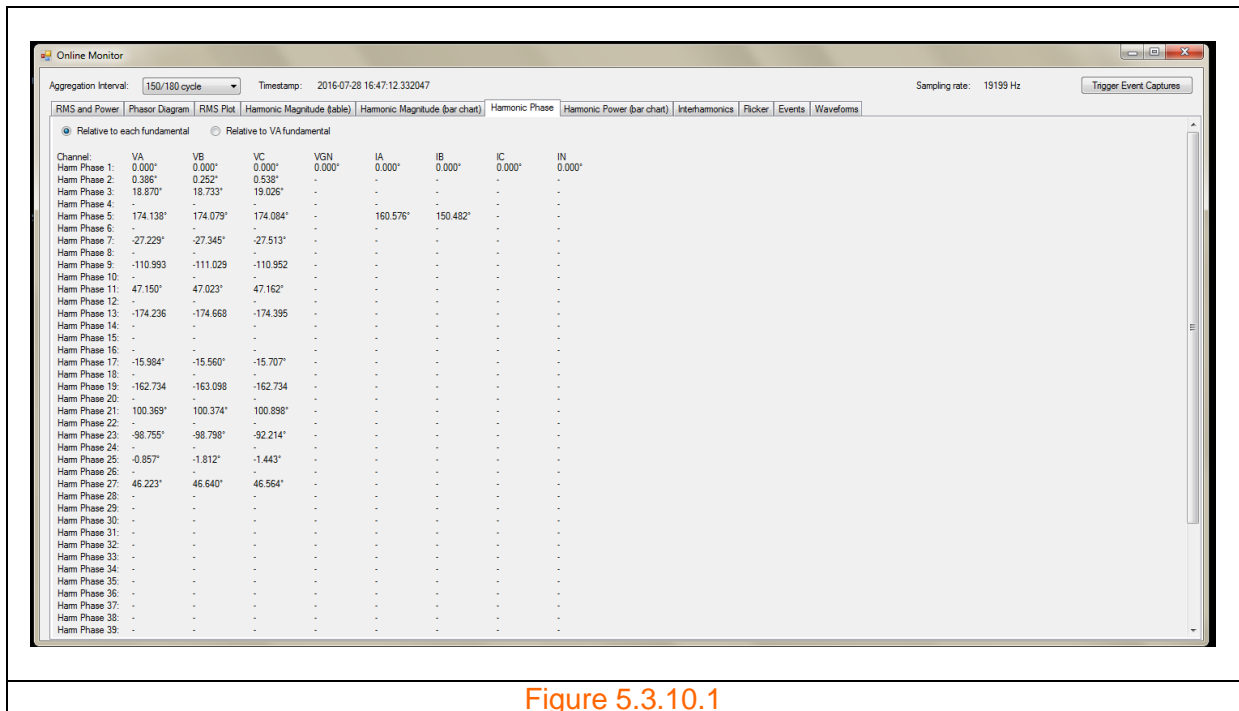 Online Monitor
Aggregation Interval: 150/180 cycle Timestamp: 2016-07-28 16:47:12.332047 Sampling rate: 19199 Hz Trigger Event Captures
RMS and Power Phasor Diagram RMS Plot Harmonic Magnitude (table) Harmonic Magnitude (bar chart) Harmonic Phase Harmonic Power (bar chart) Interharmonics Flicker Events Waveforms
Relative to each fundamental Relative to VA fundamental
Channel: VA VB VC VGN IA IB IC IN
Harm Phase 1: 0.000° 0.000° 0.000° 0.000° 0.000° 0.000° 0.000° 0.000°
Harm Phase 2: 0.386° 0.252° 0.538° - - - - -
Harm Phase 3: 18.870° 18.733° 19.026° - - - - -
Harm Phase 4: - - - - - - - -
Harm Phase 5: 174.138° 174.079° 174.084° - 160.576° 150.482° - -
Harm Phase 6: - - - - - - - -
Harm Phase 7: -27.229° -27.345° -27.513° - - - - -
Harm Phase 8: - - - - - - - -
Harm Phase 9: -110.993 -111.029 -110.952 - - - - -
Harm Phase 10: - - - - - - - -
Harm Phase 11: 47.150° 47.023° 47.162° - - - - -
Harm Phase 12: - - - - - - - -
Harm Phase 13: -174.236 -174.668 -174.395 - - - - -
Harm Phase 14: - - - - - - - -
Harm Phase 15: - - - - - - - -
Harm Phase 16: - - - - - - - -
Harm Phase 17: -15.984° -15.560° -15.707° - - - - -
Harm Phase 18: - - - - - - - -
Harm Phase 19: -162.734 -163.098 -162.734 - - - - -
Harm Phase 20: - - - - - - - -
Harm Phase 21: 100.369° 100.374° 100.898° - - - - -
Harm Phase 22: - - - - - - - -
Harm Phase 23: -98.755° -98.798° -92.214° - - - - -
Harm Phase 24: - - - - - - - -
Harm Phase 25: -0.857° -1.812° -1.443° - - - - -
Harm Phase 26: - - - - - - - -
Harm Phase 27: 46.223° 46.640° 46.564° - - - - -
Harm Phase 28: - - - - - - - -
Harm Phase 29: - - - - - - - -
Harm Phase 30: - - - - - - - -
Harm Phase 31: - - - - - - - -
Harm Phase 32: - - - - - - - -
Harm Phase 33: - - - - - - - -
Harm Phase 34: - - - - - - - -
Harm Phase 35: - - - - - - - -
Harm Phase 36: - - - - - - - -
Harm Phase 37: - - - - - - - -
Harm Phase 38: - - - - - - - -
Harm Phase 39: - - - - - - - -
Figure 5.3.10.1